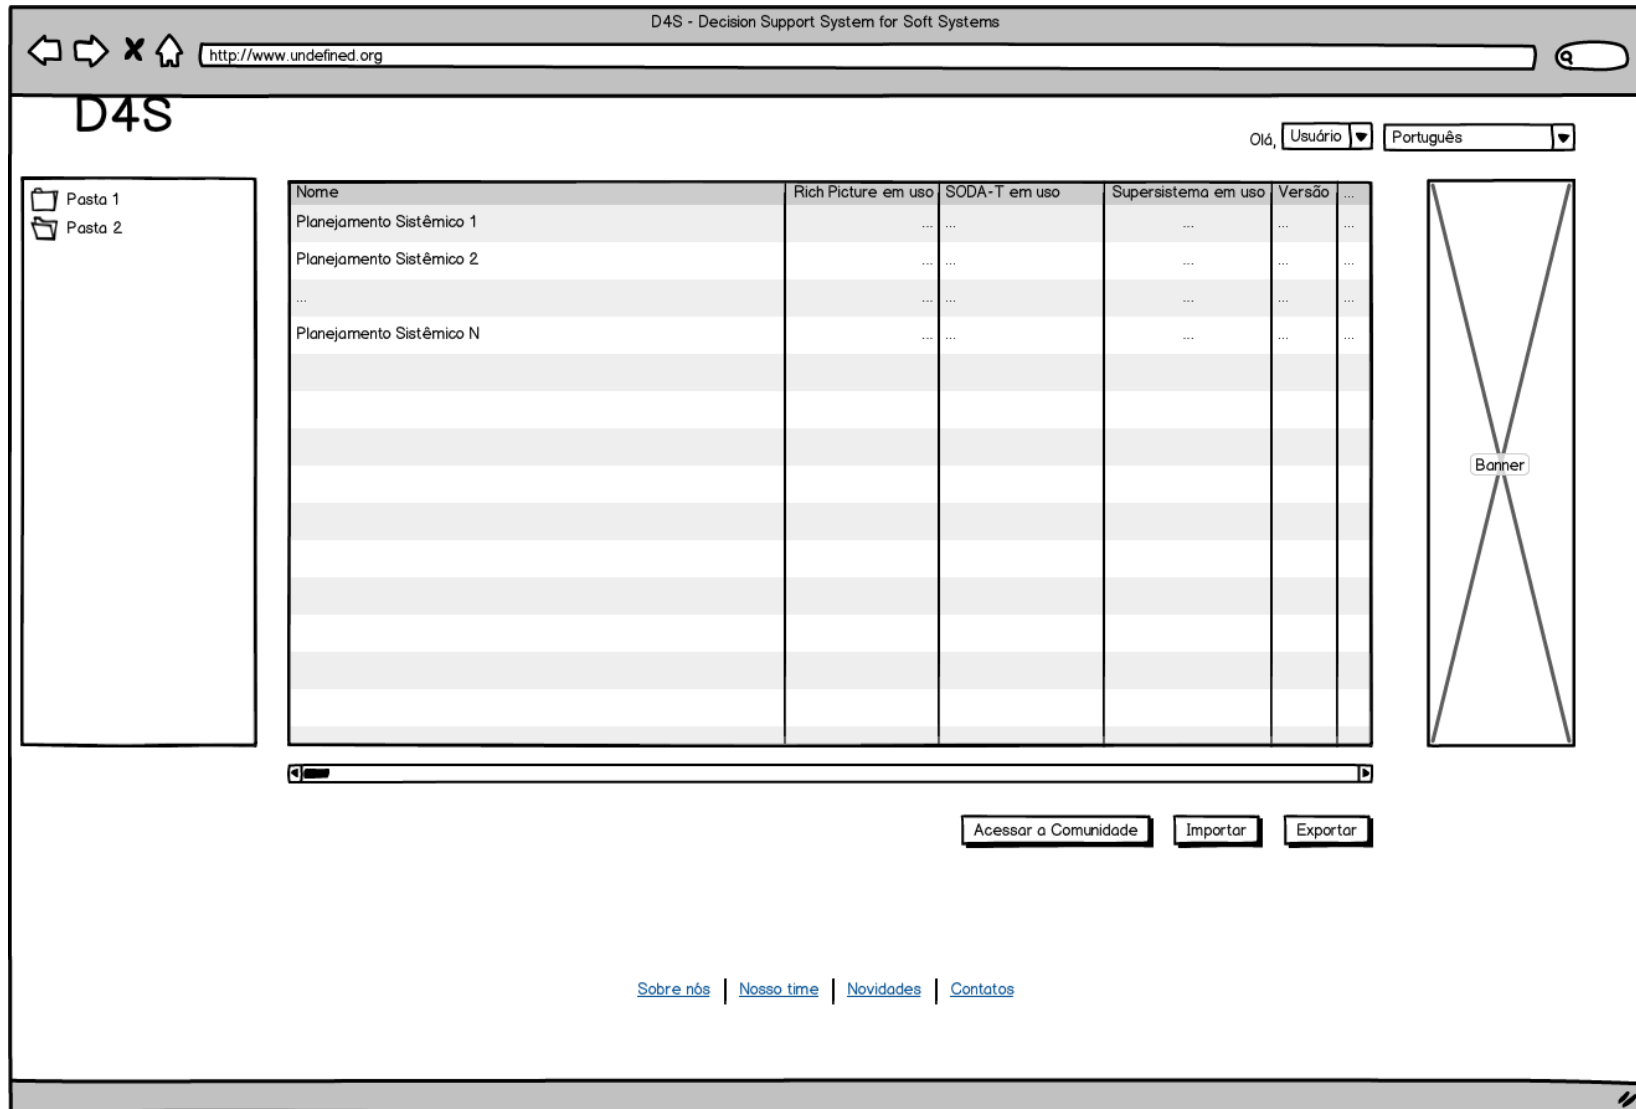 D4S - Decision Support System for Soft Systems
http://www.undefined.org
D4S
Olá, Usuário Português
Pasta 1
Pasta 2
Nome Rich Picture em uso SODA-T em uso Supersistema em uso Versão ...
Planejamento Sistêmico 1 ... ... ... ... ...
Planejamento Sistêmico 2 ... ... ... ... ...
... ... ... ... ... ...
Planejamento Sistêmico N ... ... ... ... ...
Banner
Acessar a Comunidade Importar Exportar
Sobre nós Nosso time Novidades Contatos